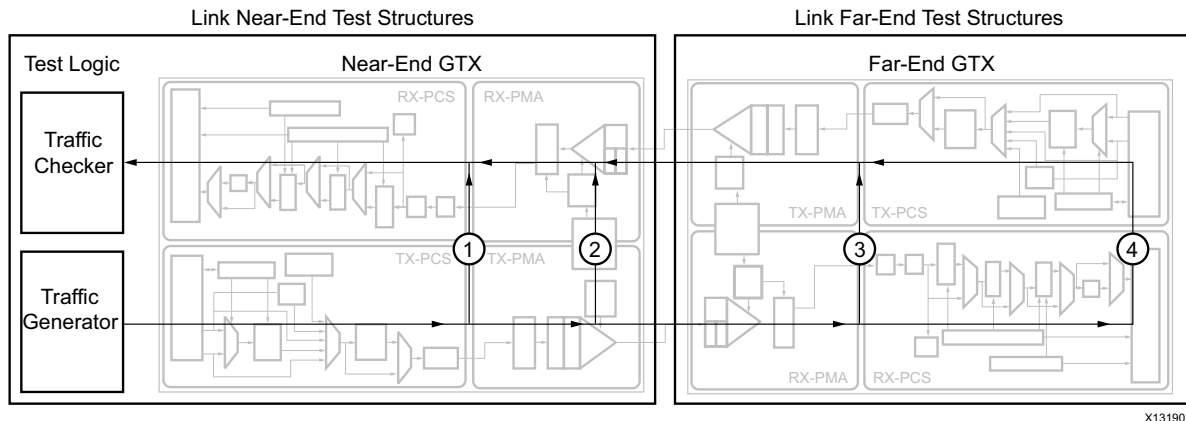 Link Near-End Test Structures
Link Far-End Test Structures
Test Logic
Near-End GTX
Far-End GTX
RX-PCS
RX-PMA
Traffic
Checker
TX-PMA
TX-PCS
1
2
3
4
TX-PCS
TX-PMA
Traffic
Generator
RX-PMA
RX-PCS
X13190